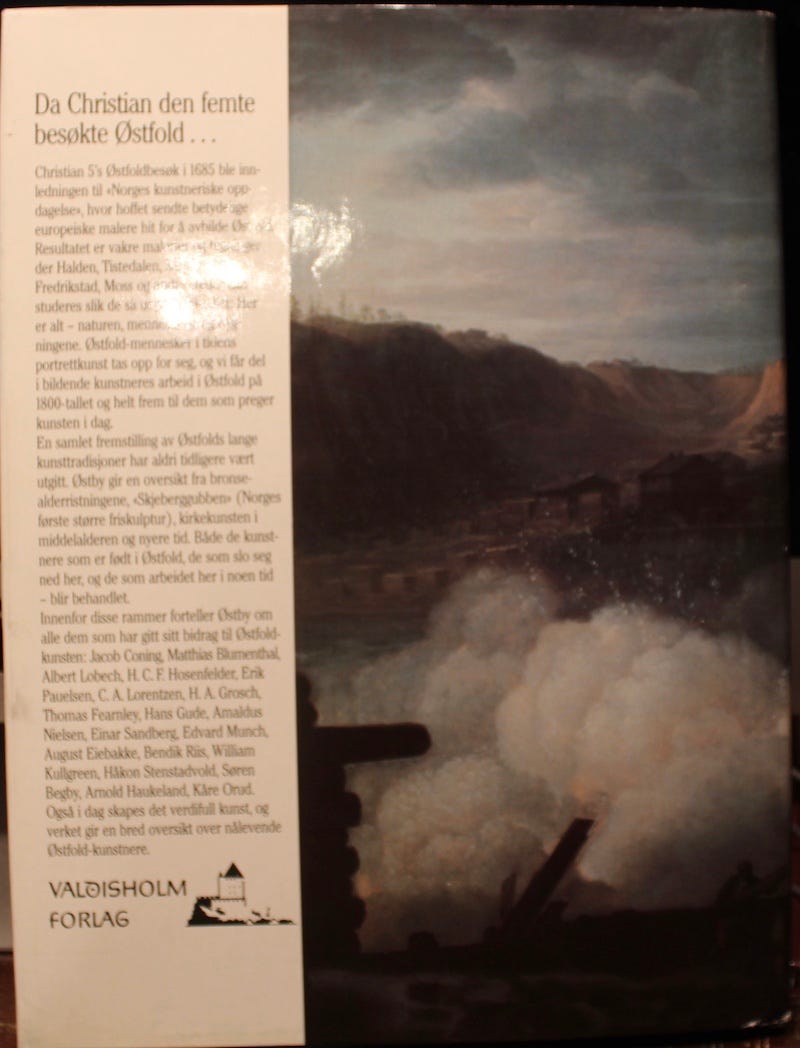 Da Christian den femte
besøkte Østfold . . .
Christian 5's Østfoldbesøk i 1685 ble inn-
ledningen til «Norges kunstneriske opp-
dagelse», hvor hoffet sendte betydelige
europeiske malere hit for å avbilde Østfold.
Resultatet er vakre malerier og
der Halden, Tistedalen,
Fredrikstad, Moss og
studeres slik de så ut Her
er alt – naturen, menneskene og
ningene. Østfold-mennesker i tidens
portrettkunst tas opp for seg, og vi får del
i bildende kunstneres arbeid i Østfold på
1800-tallet og helt frem til dem som preger
kunsten i dag.
En samlet fremstilling av Østfolds lange
kunsttradisjoner har aldri tidligere vært
utgitt. Østby gir en oversikt fra bronse-
alderristningene, «Skjeberggubben» (Norges
første større friskulptur), kirkekunsten i
middelalderen og nyere tid. Både de kunst-
nere som er født i Østfold, de som slo seg
ned her, og de som arbeidet her i noen tid
– blir behandlet.
Innenfor disse rammer forteller Østby om
alle dem som har gitt sitt bidrag til Østfold-
kunsten: Jacob Coning, Matthias Blumenthal,
Albert Lobech, H. C. F. Hosenfelder, Erik
Pauelsen, C. A. Lorentzen, H. A. Grosch,
Thomas Fearnley, Hans Gude, Amaldus
Nielsen, Einar Sandberg, Edvard Munch,
August Eiebakke, Bendik Riis, William
Kullgreen, Håkon Stenstadvold, Søren
Begby, Arnold Haukeland, Kåre Orud.
Også i dag skapes det verdifull kunst, og
verket gir en bred oversikt over nålevende
Østfold-kunstnere.
VALDISHOLM
FORLAG